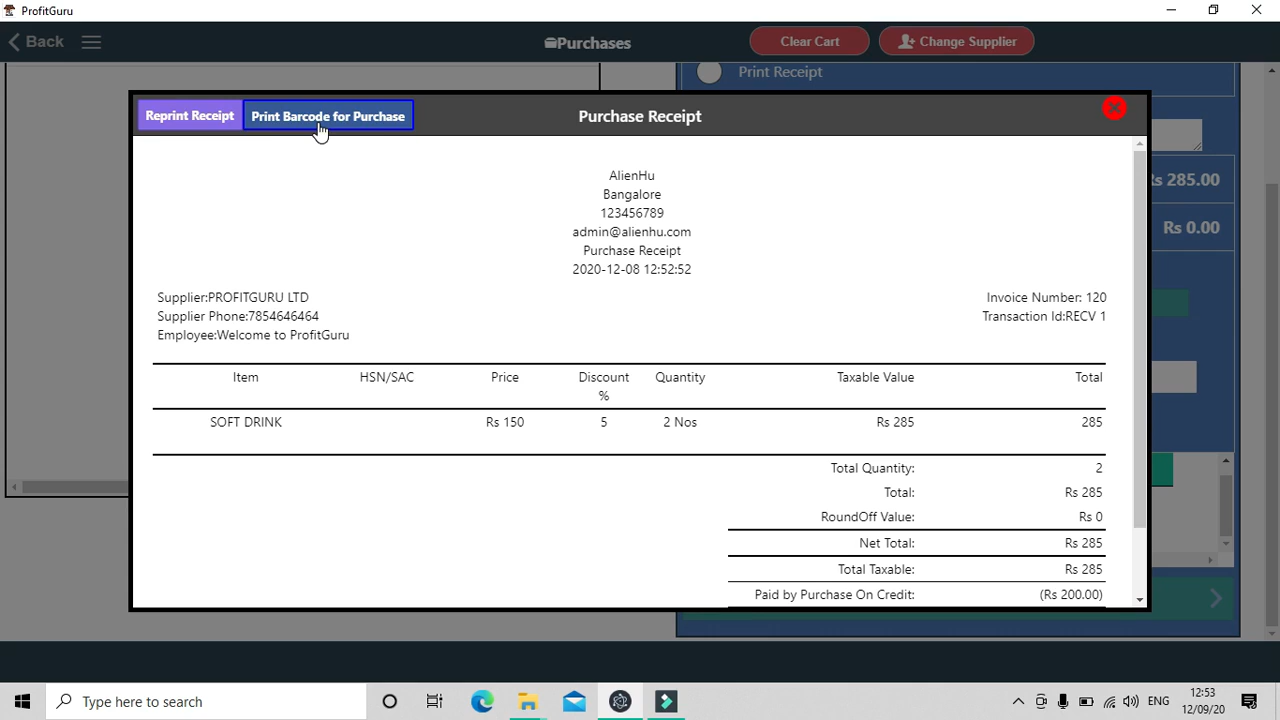 ProfitGuru
Back
Purchases
Clear Cart
Change Supplier
Print Receipt
Reprint Receipt
Print Barcode for Purchase
Purchase Receipt
AlienHu
Bangalore
123456789
admin@alienhu.com
Purchase Receipt
2020-12-08 12:52:52
Supplier:PROFITGURU LTD
Supplier Phone:7854646464
Employee:Welcome to ProfitGuru
Invoice Number: 120
Transaction Id:RECV 1
Item HSN/SAC Price Discount % Quantity Taxable Value Total
SOFT DRINK Rs 150 5 2 Nos Rs 285 285
Total Quantity: 2
Total: Rs 285
RoundOff Value: Rs 0
Net Total: Rs 285
Total Taxable: Rs 285
Paid by Purchase On Credit: (Rs 200.00)
Rs 285.00
Rs 0.00
Type here to search
ENG
12:53
12/09/20